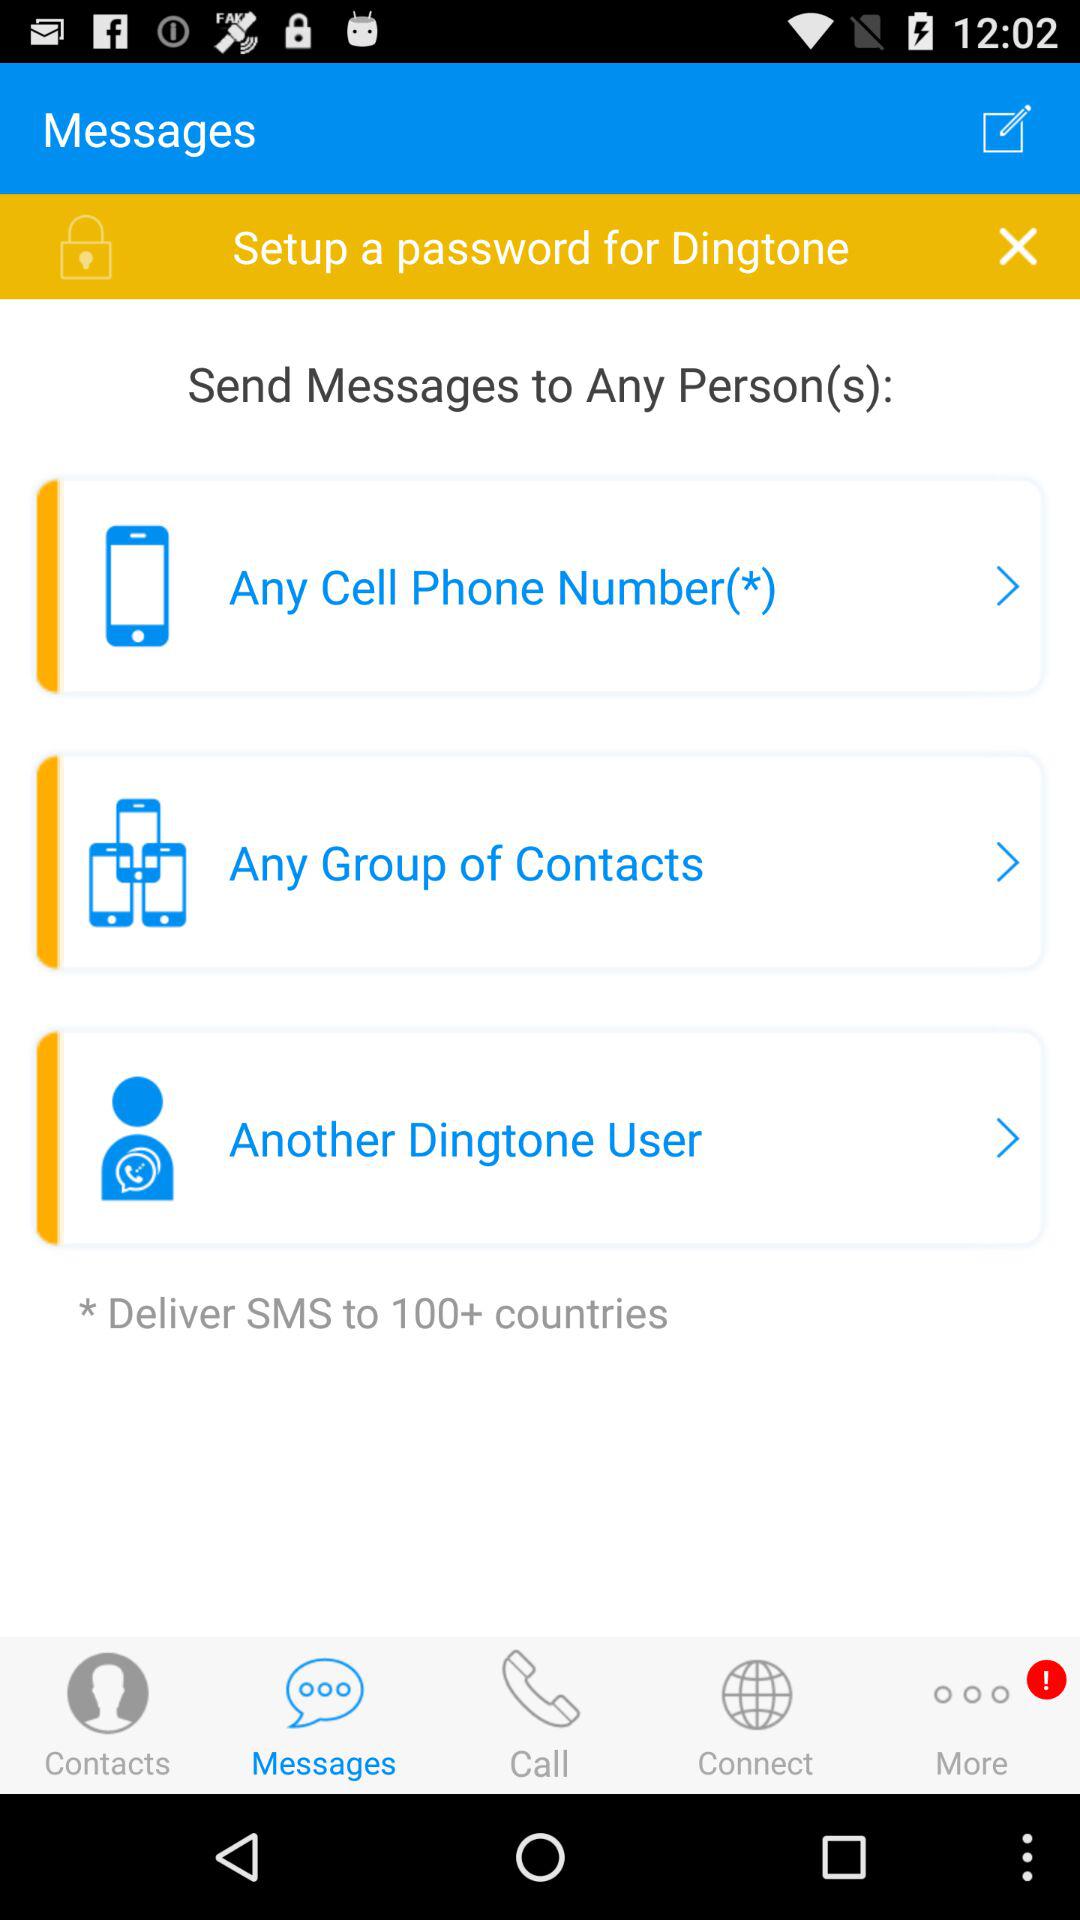 FAKE
12:02
Messages
Setup a password for Dingtone
Send Messages to Any Person(s):
Any Cell Phone Number(*)
Any Group of Contacts
Another Dingtone User
* Deliver SMS to 100+ countries
Contacts Messages Call Connect More